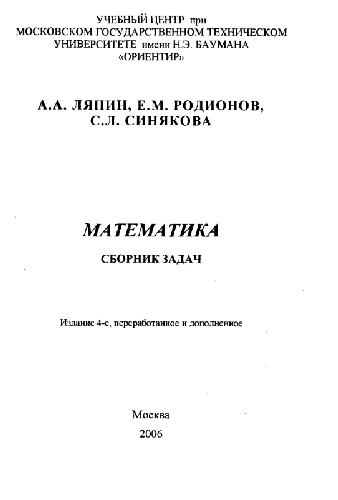 УЧЕБНЫЙ ЦЕНТР при
МОСКОВСКОМ ГОСУДАРСТВЕННОМ ТЕХНИЧЕСКОМ
УНИВЕРСИТЕТЕ имени Н.Э. БАУМАНА
«ОРИЕНТИР»
А.А. ЛЯПИН, Е.М. РОДИОНОВ,
С.Л. СИНЯКОВА
МАТЕМАТИКА
СБОРНИК ЗАДАЧ
Издание 4-е, переработанное и дополненное
Москва
2006